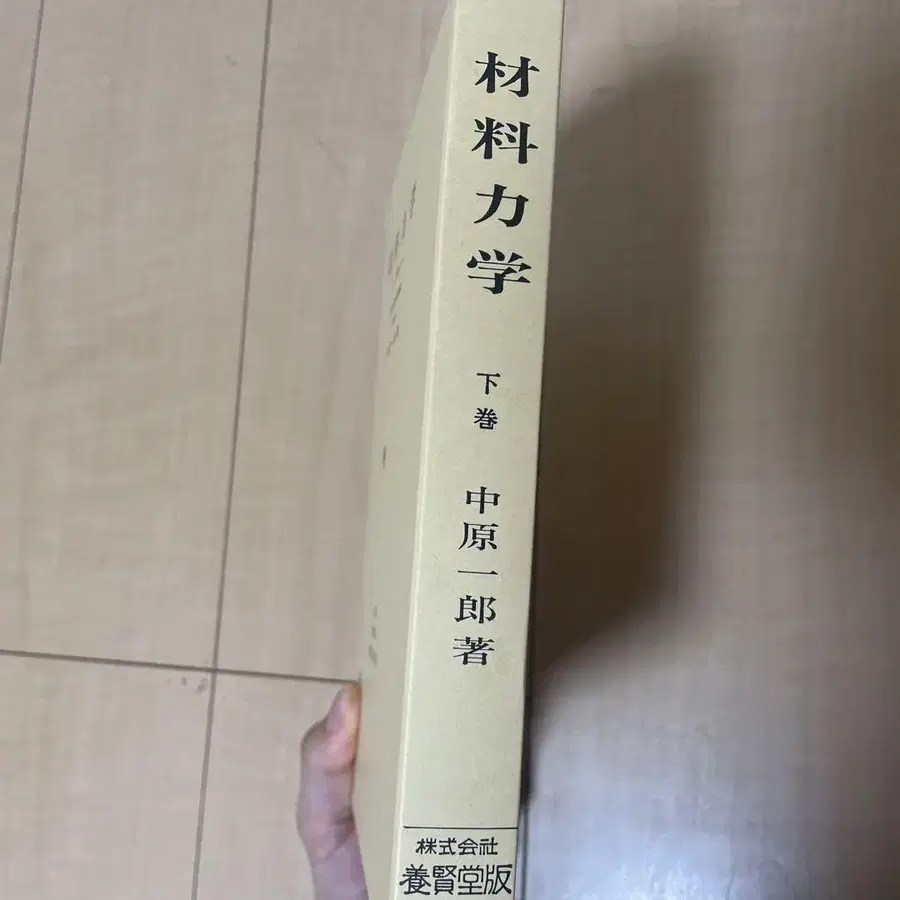 材料力学
下巻
中原一郎著
株式会社
養賢堂版